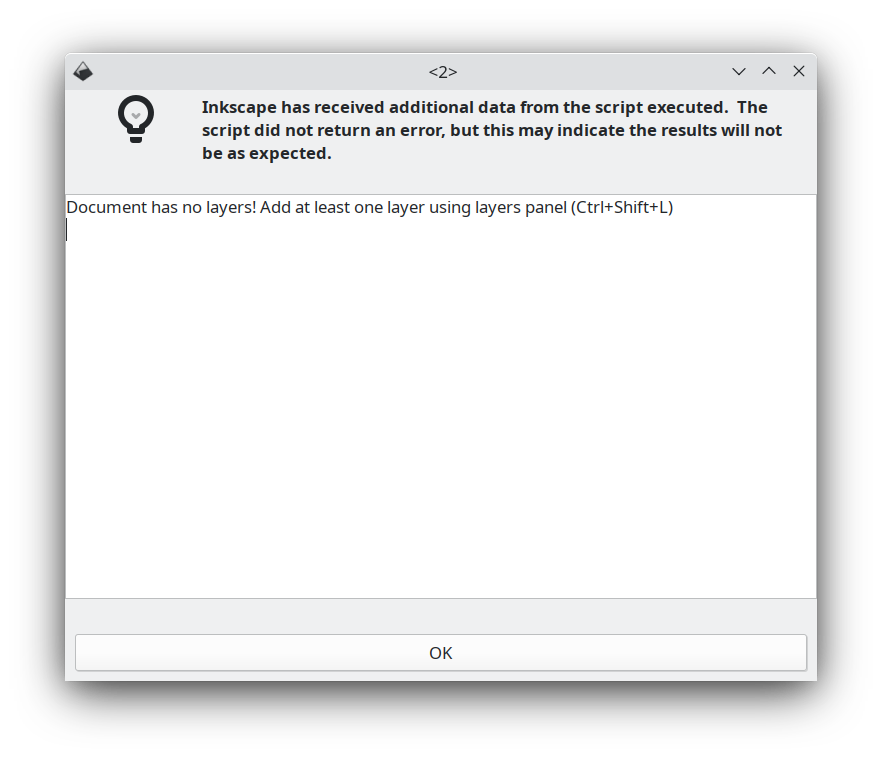 <2>
Inkscape has received additional data from the script executed.  The
script did not return an error, but this may indicate the results will not
be as expected.
Document has no layers! Add at least one layer using layers panel (Ctrl+Shift+L)
OK